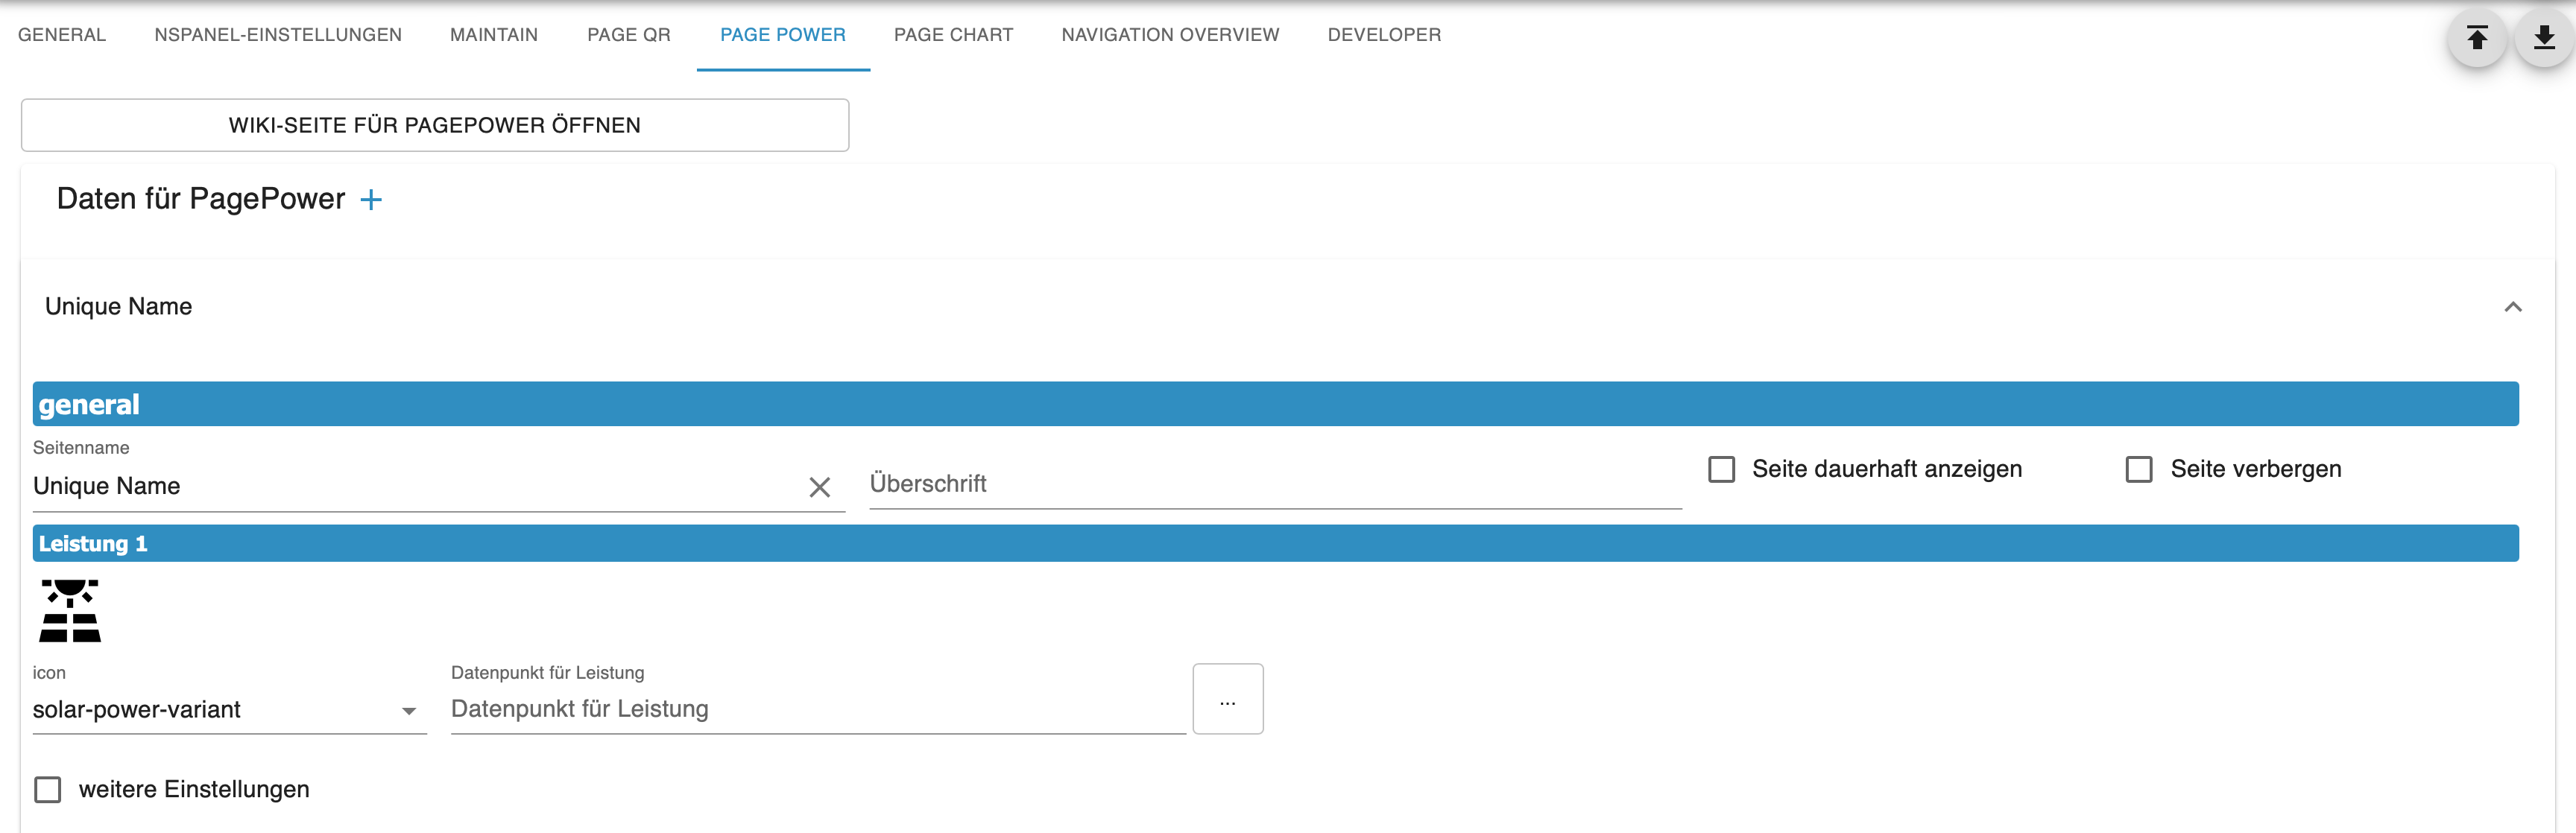 GENERAL NSPANEL-EINSTELLUNGEN MAINTAIN PAGE QR PAGE POWER PAGE CHART NAVIGATION OVERVIEW DEVELOPER
WIKI-SEITE FÜR PAGEPOWER ÖFFNEN
Daten für PagePower +
Unique Name
general
Seitenname
Unique Name Überschrift Seite dauerhaft anzeigen Seite verbergen
Leistung 1
icon Datenpunkt für Leistung
solar-power-variant Datenpunkt für Leistung ...
weitere Einstellungen